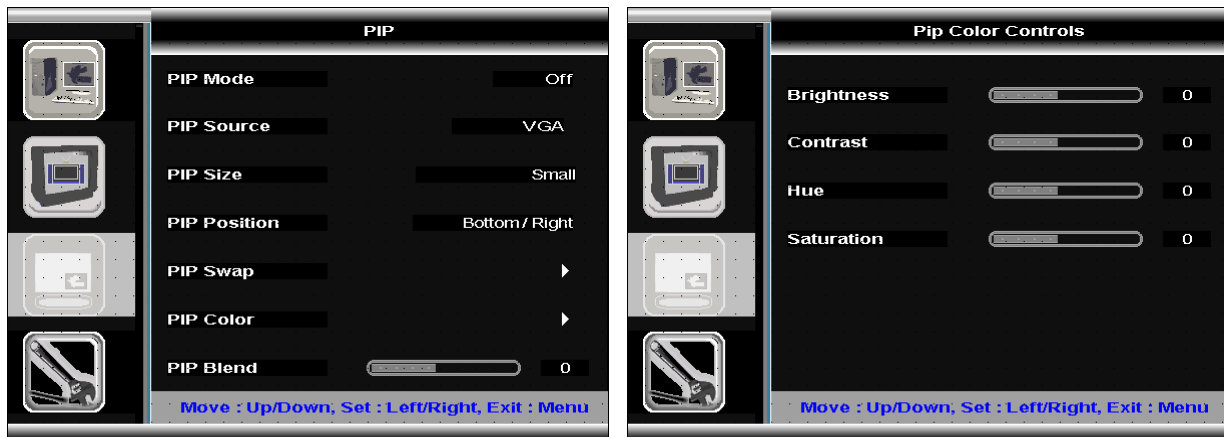 PIP
PIP Mode Off
PIP Source VGA
PIP Size Small
PIP Position Bottom / Right
PIP Swap
PIP Color
PIP Blend 0
Move : Up/Down, Set : Left/Right, Exit : Menu
Pip Color Controls
Brightness 0
Contrast 0
Hue 0
Saturation 0
Move : Up/Down, Set : Left/Right, Exit : Menu